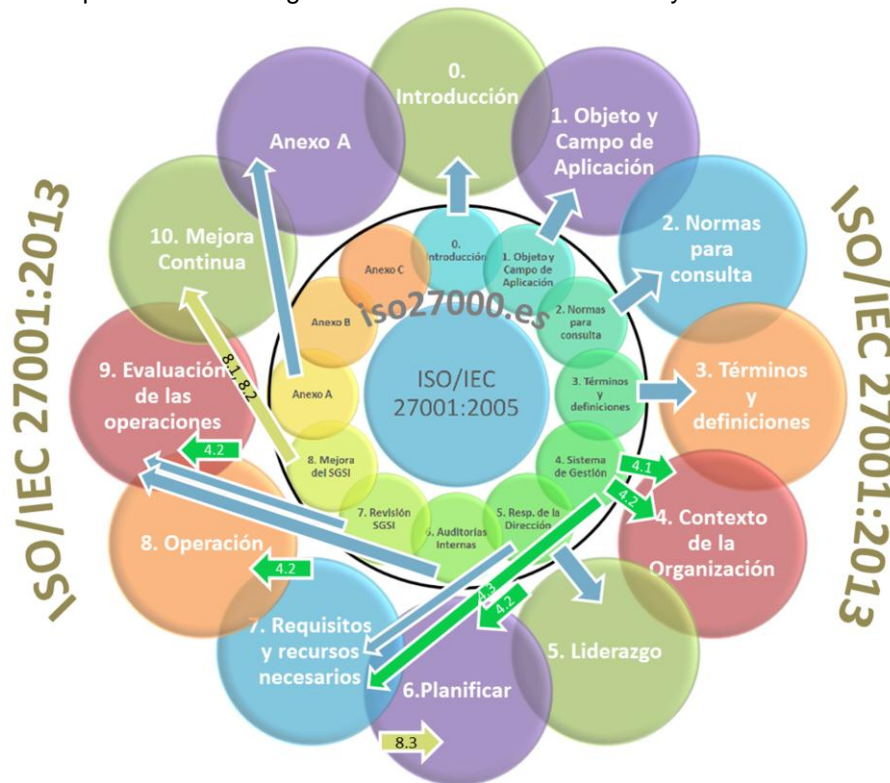 0.
Introducción
1. Objeto y
Campo de
Aplicación
2. Normas
para
consulta
3. Términos
y
definiciones
4. Contexto
de la
Organización
5. Liderazgo
6.Planificar
7. Requisitos
y recursos
necesarios
8. Operación
9. Evaluación
de las
operaciones
10. Mejora
Continua
Anexo A
ISO/IEC 27001:2013
ISO/IEC 27001:2013
0.
Introducción
1. Objeto y
Campo de
Aplicación
2. Normas
para
consulta
3. Términos
y
definiciones
4. Sistema
de Gestión
5. Resp. de la
Dirección
6. Auditorías
Internas
7. Revisión
SGSI
8. Mejora
del SGSI
Anexo A
Anexo B
Anexo C
iso27000.es
ISO/IEC
27001:2005
8.1, 8.2
4.2
4.2
4.1
4.2
4.3
4.2
8.3